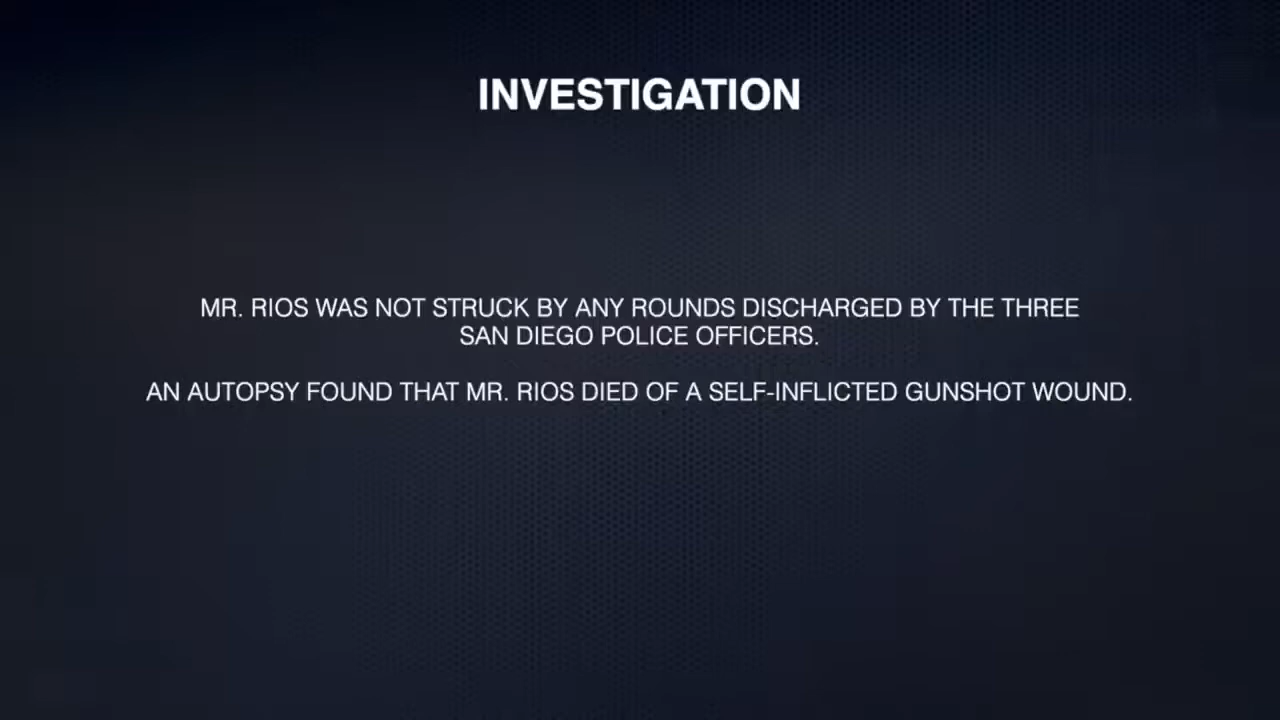 INVESTIGATION
MR. RIOS WAS NOT STRUCK BY ANY ROUNDS DISCHARGED BY THE THREE
SAN DIEGO POLICE OFFICERS.
AN AUTOPSY FOUND THAT MR. RIOS DIED OF A SELF-INFLICTED GUNSHOT WOUND.